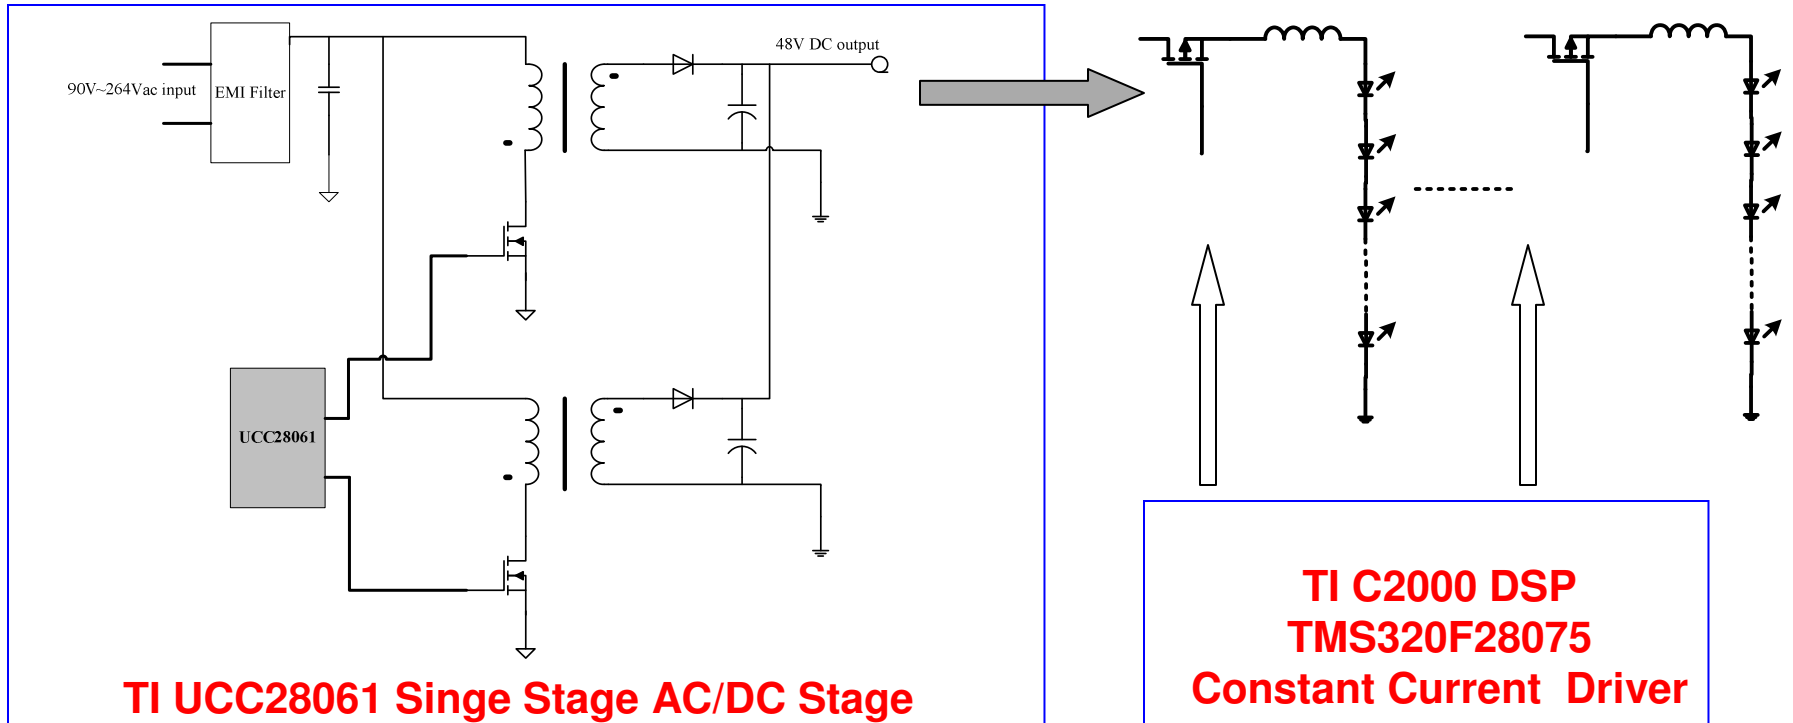 48V DC output
90V~264Vac input
EMI Filter
UCC28061
TI UCC28061 Singe Stage AC/DC Stage
TI C2000 DSP
TMS320F28075
Constant Current Driver